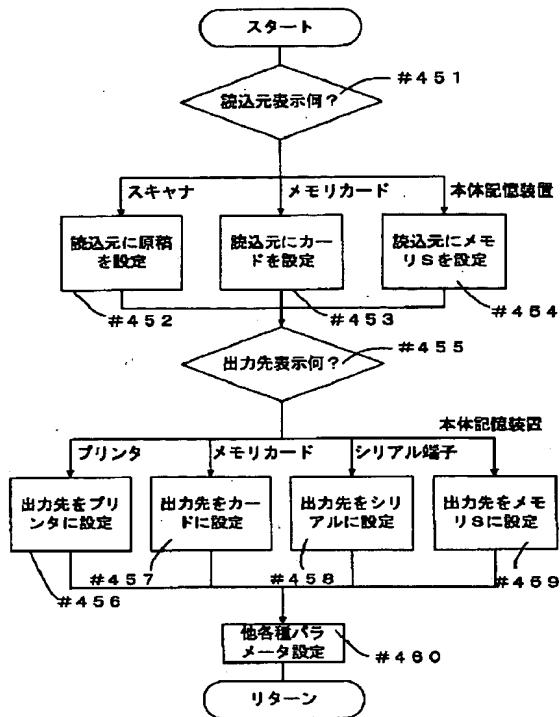 スタート
#451
読込元表示何?
スキャナ
メモリカード
本体記憶装置
読込元に原稿
を設定
読込元にカー
ドを設定
読込元にメモ
リSを設定
#452
#453
#454
#455
出力先表示何?
本体記憶装置
プリンタ
メモリカード
シリアル端子
出力先をプリ
ンタに設定
出力先をカー
ドに設定
出力先をシリ
アルに設定
出力先をメモ
リSに設定
#456
#457
#458
#459
他各種パラ
メータ設定
#460
リターン